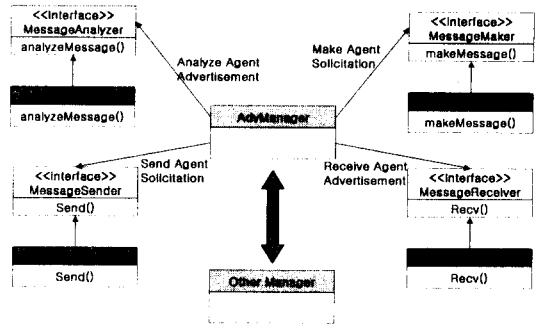 <<Interface>>
MessageAnalyzer
analyzeMessage()
analyzeMessage()
Analyze Agent
Advertisement
Make Agent
Solicitation
<<Interface>>
MessageMaker
makeMessage()
makeMessage()
AdvManager
Send Agent
Solicitation
Receive Agent
Advertisement
<<Interface>>
MessageSender
Send()
Send()
<<Interface>>
MessageReceiver
Recv()
Recv()
Other Manager